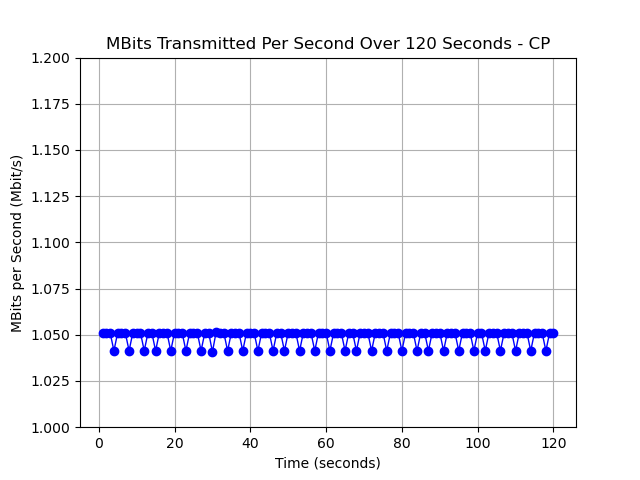 MBits Transmitted Per Second Over 120 Seconds - CP
1.200
1.175
1.150
1.125
1.100
1.075
1.050
1.025
1.000
MBits per Second (Mbit/s)
0 20 40 60 80 100 120
Time (seconds)